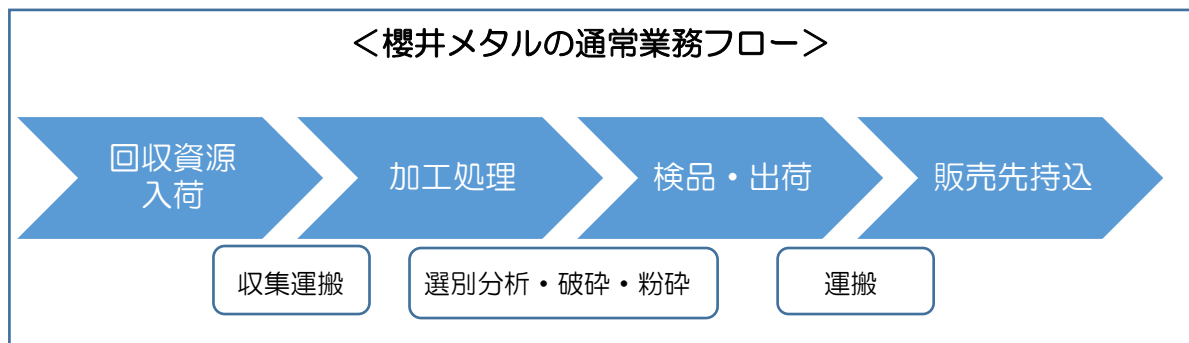 ＜櫻井メタルの通常業務フロー＞
回収資源
入荷
加工処理
検品・出荷
販売先持込
収集運搬
選別分析・破砕・粉砕
運搬